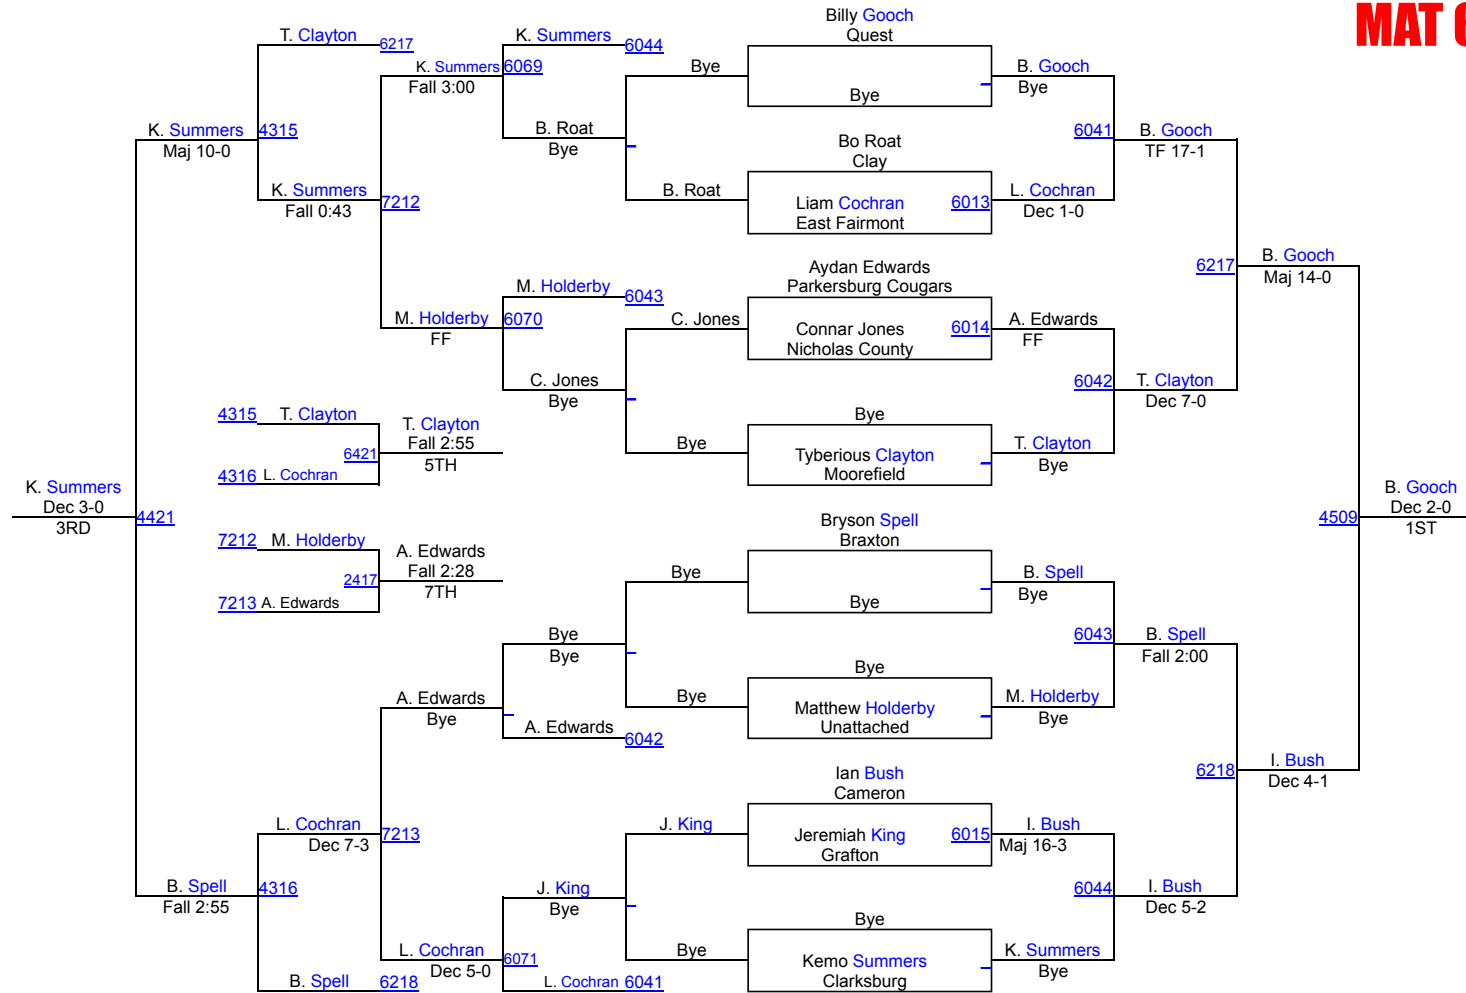 MAT 6
Billy Gooch
Quest
Bye
Bo Roat
Clay
Liam Cochran 6013
East Fairmont
Aydan Edwards
Parkersburg Cougars
Connar Jones 6014
Nicholas County
Bye
Tyberious Clayton
Moorefield
Bryson Spell
Braxton
Bye
Bye
Matthew Holderby
Unattached
Ian Bush
Cameron
Jeremiah King 6015
Grafton
Bye
Kemo Summers
Clarksburg
B. Gooch
Bye
L. Cochran
Dec 1-0
A. Edwards
FF
T. Clayton
Bye
B. Spell
Bye
M. Holderby
Bye
I. Bush
Maj 16-3
K. Summers
Bye
6041 B. Gooch
TF 17-1
6042 T. Clayton
Dec 7-0
6043 B. Spell
Fall 2:00
6044 I. Bush
Dec 5-2
6217 B. Gooch
Maj 14-0
6218 I. Bush
Dec 4-1
4509 B. Gooch
Dec 2-0
1ST
Bye
B. Roat
C. Jones
Bye
Bye
Bye
J. King
Bye
K. Summers 6044
B. Roat
Bye
M. Holderby 6043
C. Jones
Bye
Bye
Bye
A. Edwards 6042
J. King
Bye
L. Cochran 6041
K. Summers 6069
Fall 3:00
M. Holderby 6070
FF
A. Edwards
Bye
L. Cochran 6071
Dec 5-0
T. Clayton 6217
K. Summers 7212
Fall 0:43
L. Cochran 7213
Dec 7-3
B. Spell 6218
K. Summers 4315
Maj 10-0
B. Spell 4316
Fall 2:55
K. Summers
Dec 3-0 4421
3RD
4315 T. Clayton
4316 L. Cochran
6421
T. Clayton
Fall 2:55
5TH
7212 M. Holderby
7213 A. Edwards
2417
A. Edwards
Fall 2:28
7TH